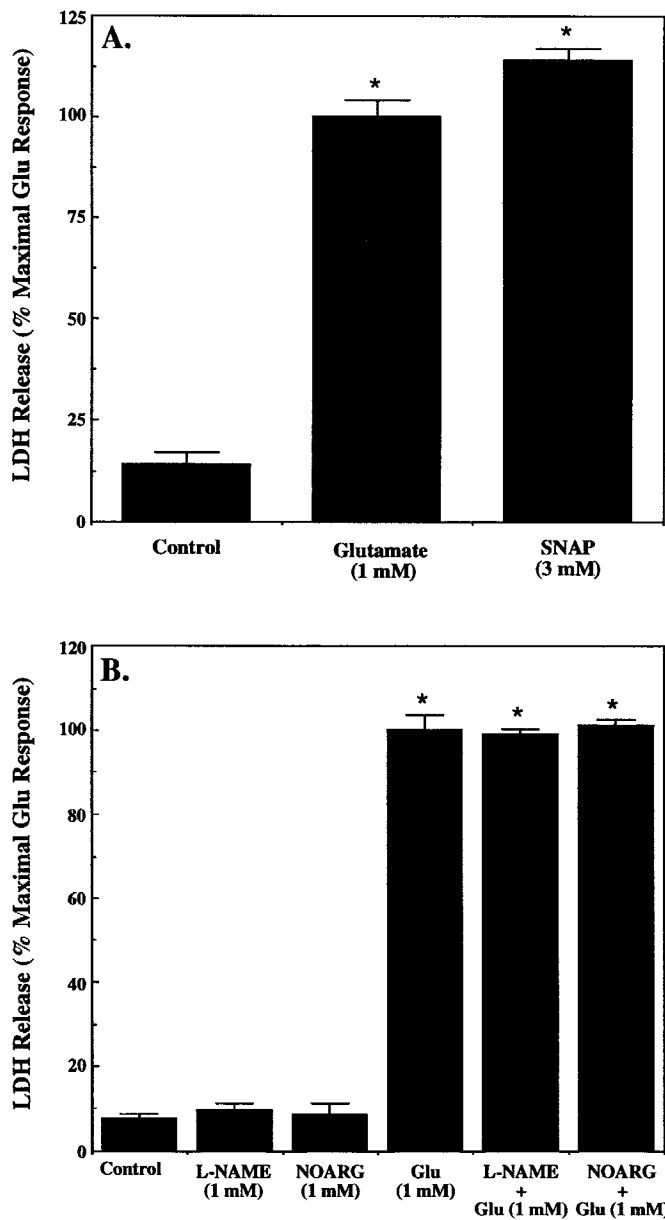 A.
LDH Release (% Maximal Glu Response)
125
100
75
50
25
0
* *
Control Glutamate SNAP
(1 mM) (3 mM)
B.
LDH Release (% Maximal Glu Response)
120
100
80
60
40
20
0
* * *
Control L-NAME NOARG Glu L-NAME NOARG
(1 mM) (1 mM) (1 mM) + +
Glu (1 mM) Glu (1 mM)